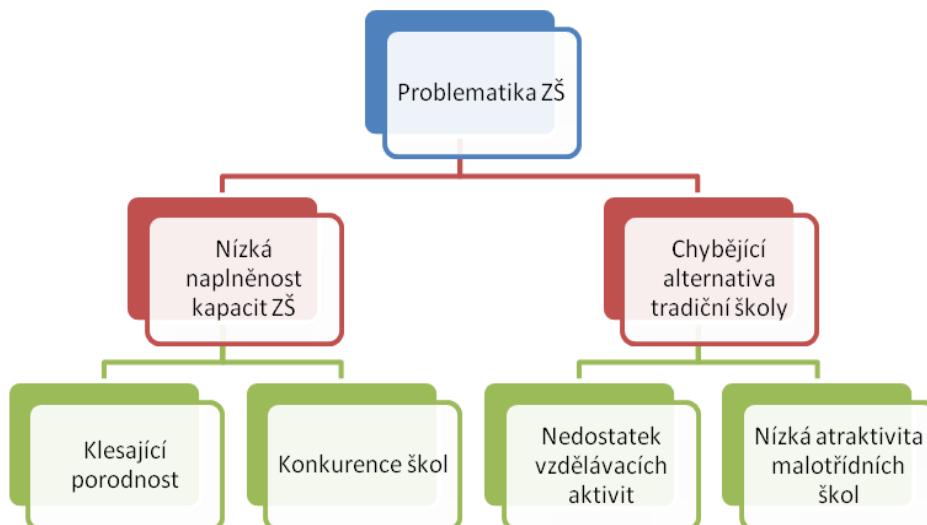 Problematika ZŠ
Nízká
naplněnost
kapacit ZŠ
Chybějící
alternativa
tradiční školy
Klesající
porodnost
Konkurence škol
Nedostatek
vzdělávacích
aktivit
Nízká atraktivita
malotřídních
škol